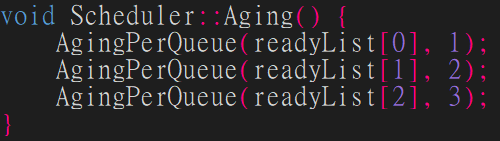 void Scheduler::Aging() {
    AgingPerQueue(readyList[0], 1);
    AgingPerQueue(readyList[1], 2);
    AgingPerQueue(readyList[2], 3);
}